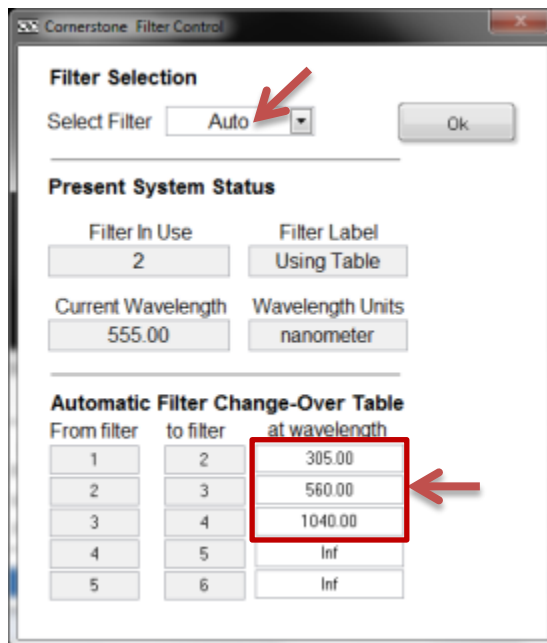 Cornerstone Filter Control
Filter Selection
Select Filter Auto Ok
Present System Status
Filter In Use Filter Label
2 Using Table
Current Wavelength Wavelength Units
555.00 nanometer
Automatic Filter Change-Over Table
From filter to filter at wavelength
1 2 305.00
2 3 560.00
3 4 1040.00
4 5 Inf
5 6 Inf